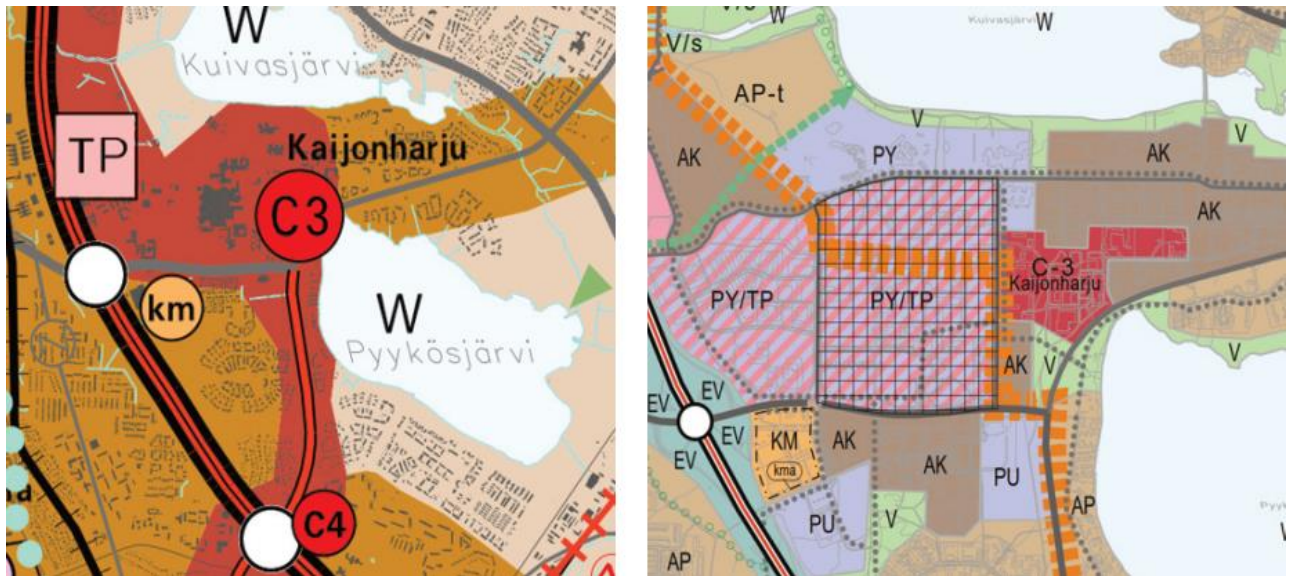 W
Kuivasjärvi
TP
Kaijonharju
C3
km
W
Pyykösjärvi
C4
W
Kuivasjärvi
V/s
AP-t
V
AK
PY
AK
V
AK
C-3
Kaijonharju
PY/TP
PY/TP
AK
V
V
EV
EV
EV
EV
KM
kma
AK
AK
PU
PU
V
AP
AP
W